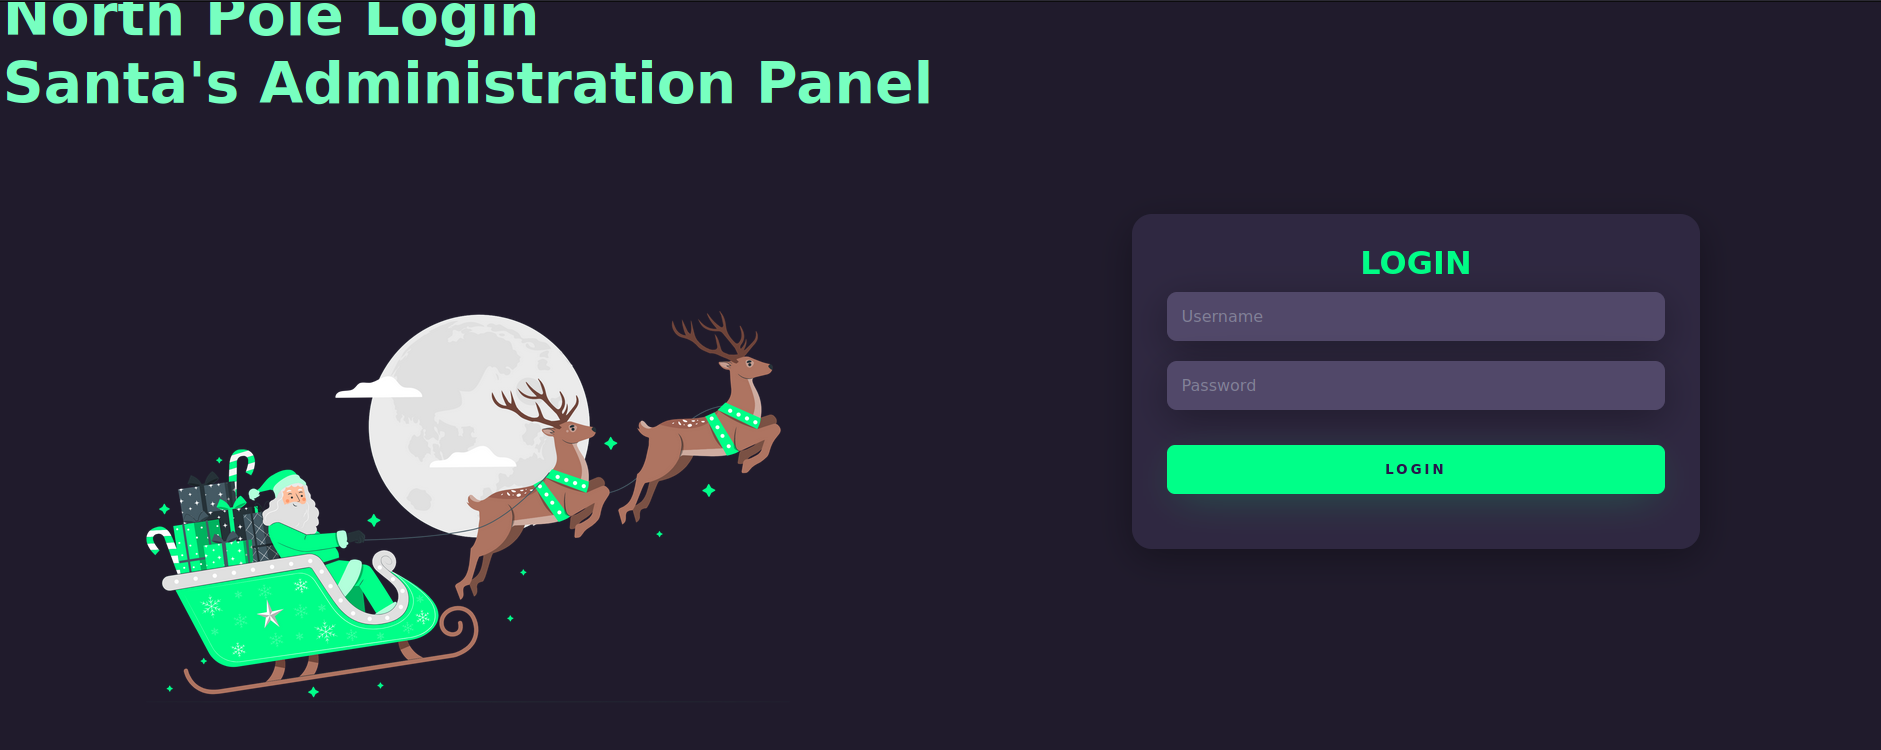 North Pole Login
Santa's Administration Panel
LOGIN
Username
Password
LOGIN